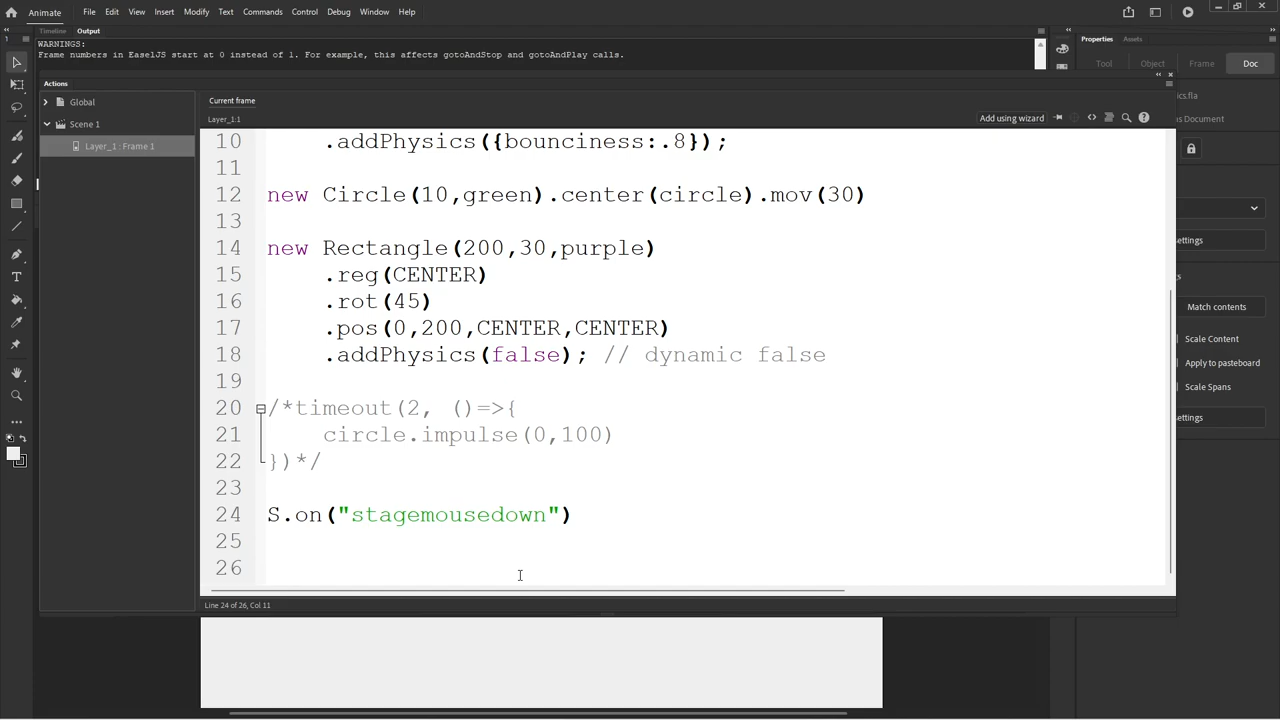 Animate File Edit View Insert Modify Text Commands Control Debug Window Help
Timeline Output
WARNINGS:
Frame numbers in EaselJS start at 0 instead of 1. For example, this affects gotoAndStop and gotoAndPlay calls.
Properties Assets
Tool Object Frame Doc
Actions
ics.fla
s Document
Global
Scene 1
Layer_1 : Frame 1
Current frame
Layer_1:1
Add using wizard
10 .addPhysics({bounciness:.8});
11
12 new Circle(10,green).center(circle).mov(30)
13
14 new Rectangle(200,30,purple)
15 .reg(CENTER)
16 .rot(45)
17 .pos(0,200,CENTER,CENTER)
18 .addPhysics(false); // dynamic false
19
20 /*timeout(2, ()=>{
21 circle.impulse(0,100)
22 })*/
23
24 S.on("stagemousedown")
25
26
Line 24 of 26, Col 11
ettings
gs
Match contents
Scale Content
Apply to pasteboard
Scale Spans
ettings